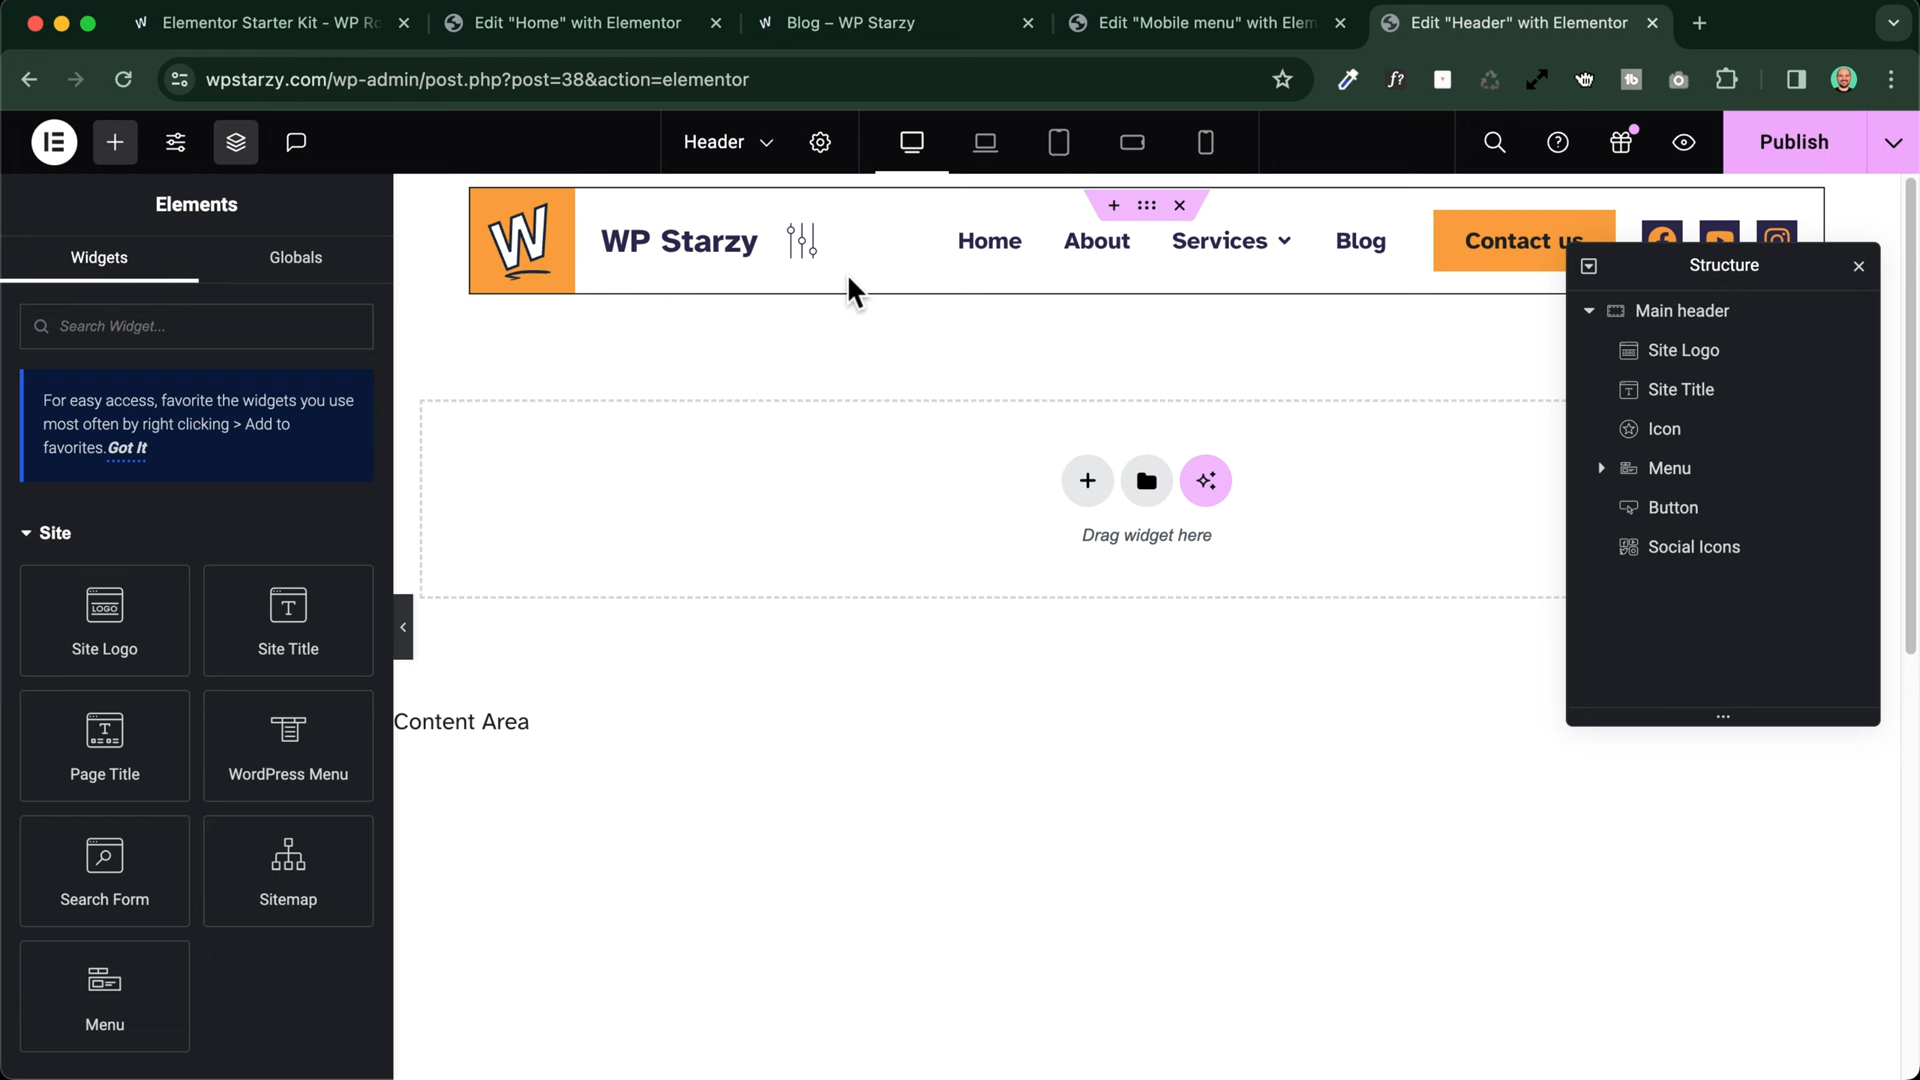 Elementor Starter Kit - WP Ro
Edit "Home" with Elementor
Blog – WP Starzy
Edit "Mobile menu" with Elem
Edit "Header" with Elementor
wpstarzy.com/wp-admin/post.php?post=38&action=elementor
Header
Publish
Elements
Widgets
Globals
Search Widget...
For easy access, favorite the widgets you use
most often by right clicking > Add to
favorites. Got It
Site
Site Logo
Site Title
Page Title
WordPress Menu
Search Form
Sitemap
Menu
W
WP Starzy
Home
About
Services
Blog
Contact us
Drag widget here
Content Area
Structure
Main header
Site Logo
Site Title
Icon
Menu
Button
Social Icons